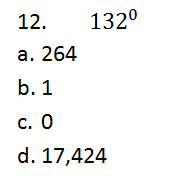 12. 132⁰
a. 264
b. 1
c. 0
d. 17,424